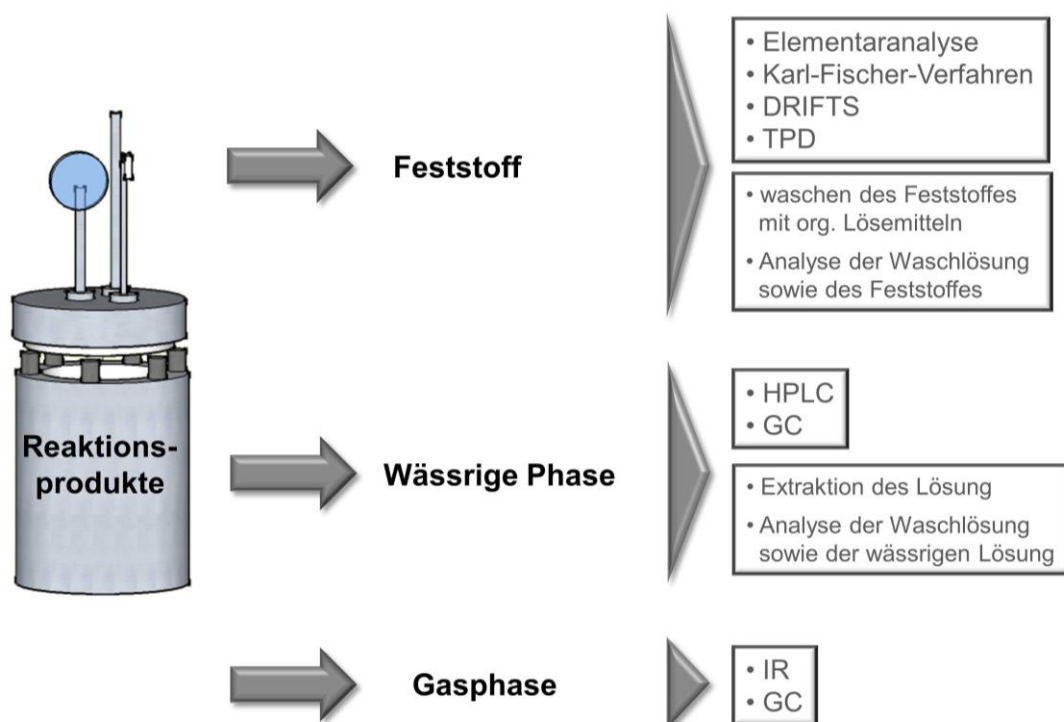 Reaktions-
produkte
Feststoff
• Elementaranalyse
• Karl-Fischer-Verfahren
• DRIFTS
• TPD
• waschen des Feststoffes
mit org. Lösemitteln
• Analyse der Waschlösung
sowie des Feststoffes
Wässrige Phase
• HPLC
• GC
• Extraktion des Lösung
• Analyse der Waschlösung
sowie der wässrigen Lösung
Gasphase
• IR
• GC